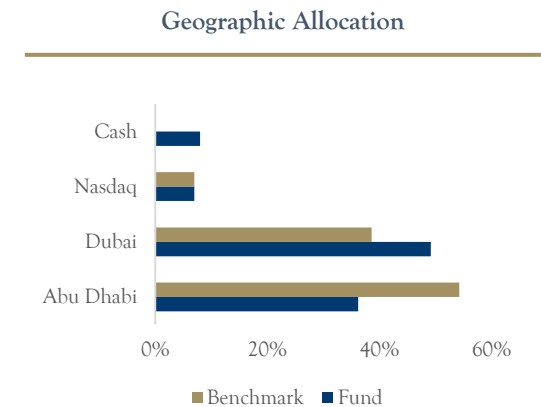 Geographic Allocation
Cash
Nasdaq
Dubai
Abu Dhabi
0% 20% 40% 60%
Benchmark Fund